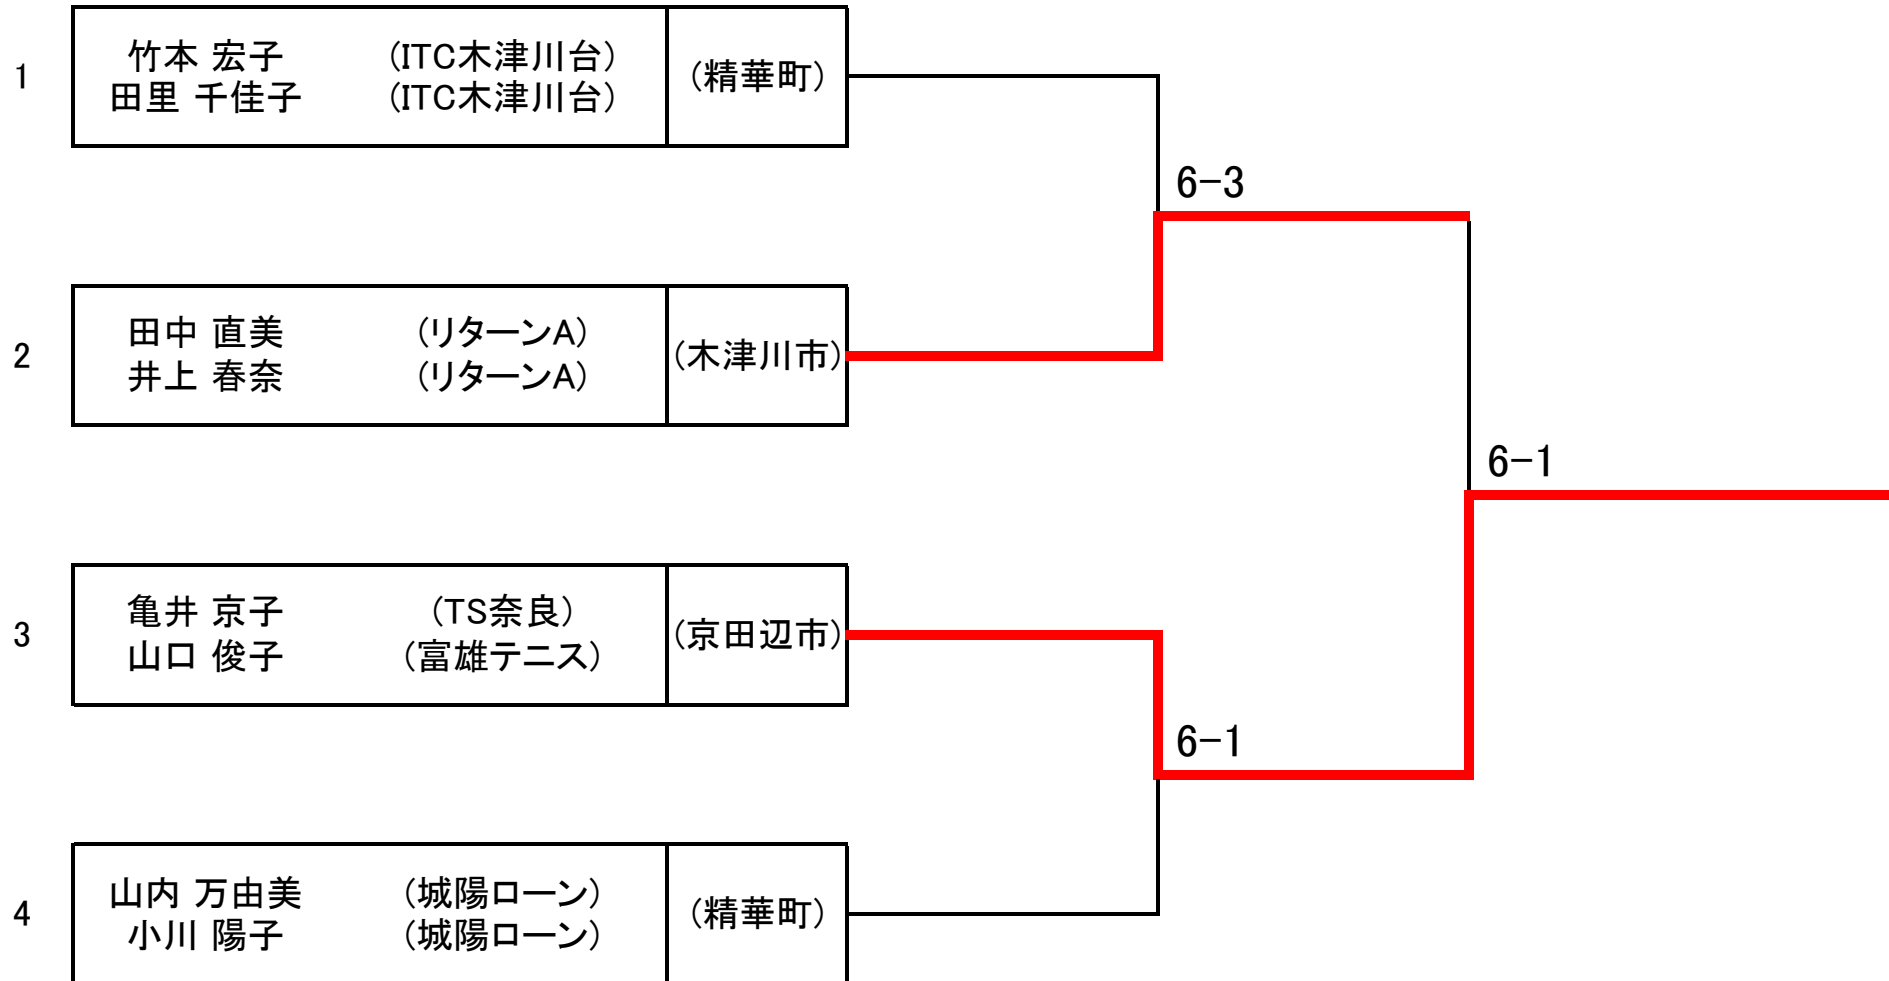 1
竹本 宏子 (ITC木津川台)
田里 千佳子 (ITC木津川台)
(精華町)
6-3
2
田中 直美 (リターンA)
井上 春奈 (リターンA)
(木津川市)
6-1
3
亀井 京子 (TS奈良)
山口 俊子 (富雄テニス)
(京田辺市)
6-1
4
山内 万由美 (城陽ローン)
小川 陽子 (城陽ローン)
(精華町)